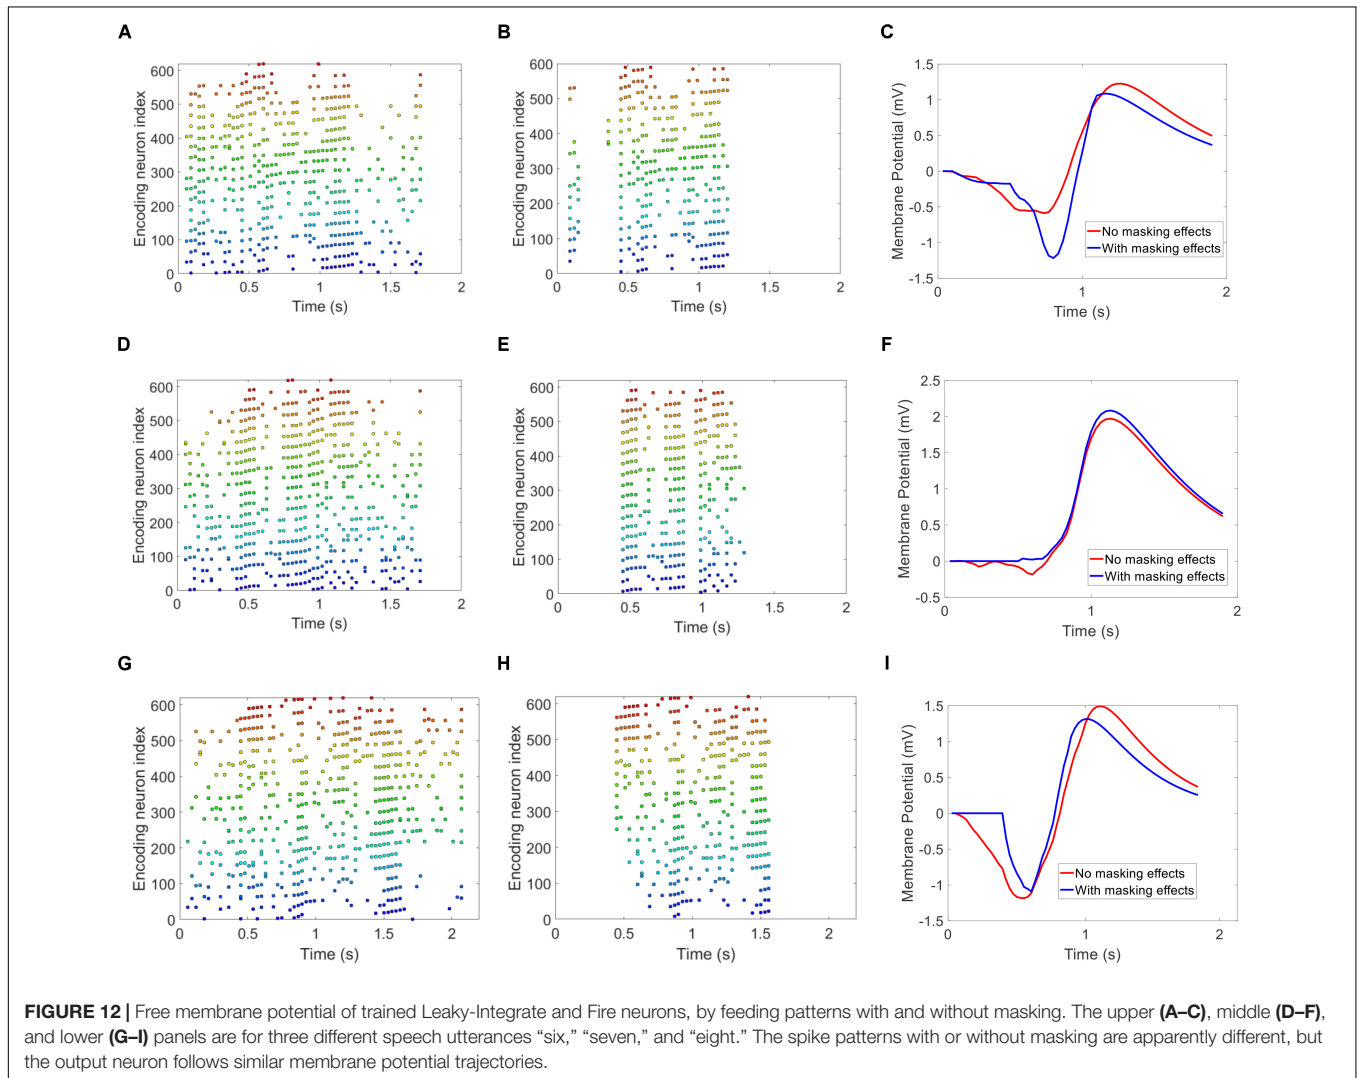 A
B
C
600
500
400
300
200
100
0
Encoding neuron index
0
0.5
1
1.5
2
Time (s)
600
500
400
300
200
100
0
Encoding neuron index
0
0.5
1
1.5
2
Time (s)
1.5
1
0.5
0
-0.5
-1
-1.5
Membrane Potential (mV)
No masking effects
With masking effects
0
1
2
Time (s)
D
E
F
600
500
400
300
200
100
0
Encoding neuron index
0
0.5
1
1.5
2
Time (s)
600
500
400
300
200
100
0
Encoding neuron index
0
0.5
1
1.5
2
Time (s)
2.5
2
1.5
1
0.5
0
-0.5
Membrane Potential (mV)
No masking effects
With masking effects
0
1
2
Time (s)
G
H
I
600
500
400
300
200
100
0
Encoding neuron index
0
0.5
1
1.5
2
Time (s)
600
500
400
300
200
100
0
Encoding neuron index
0
0.5
1
1.5
2
Time (s)
1.5
1
0.5
0
-0.5
-1
-1.5
Membrane Potential (mV)
No masking effects
With masking effects
0
1
2
Time (s)
FIGURE 12 | Free membrane potential of trained Leaky-Integrate and Fire neurons, by feeding patterns with and without masking. The upper (A–C), middle (D–F),
and lower (G–I) panels are for three different speech utterances “six,” “seven,” and “eight.” The spike patterns with or without masking are apparently different, but
the output neuron follows similar membrane potential trajectories.